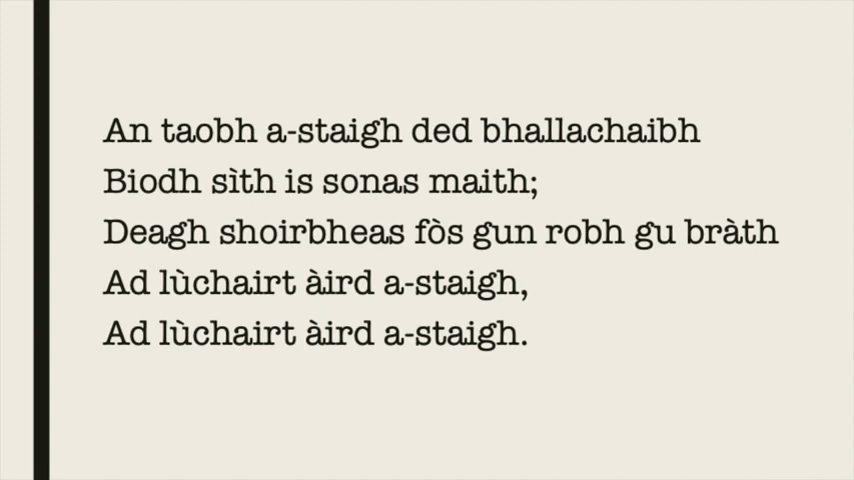 An taobh a-staigh ded bhallachaibh
Biodh sìth is sonas maith;
Deagh shoirbheas fòs gun robh gu bràth
Ad lùchairt àird a-staigh,
Ad lùchairt àird a-staigh.